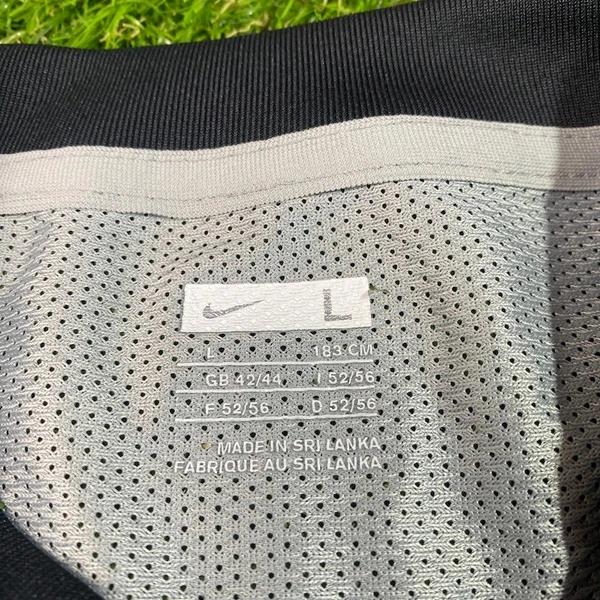 L
L 183 CM
GB 42/44 I 52/56
F 52/56 D 52/56
MADE IN SRI LANKA
FABRIQUE AU SRI LANKA